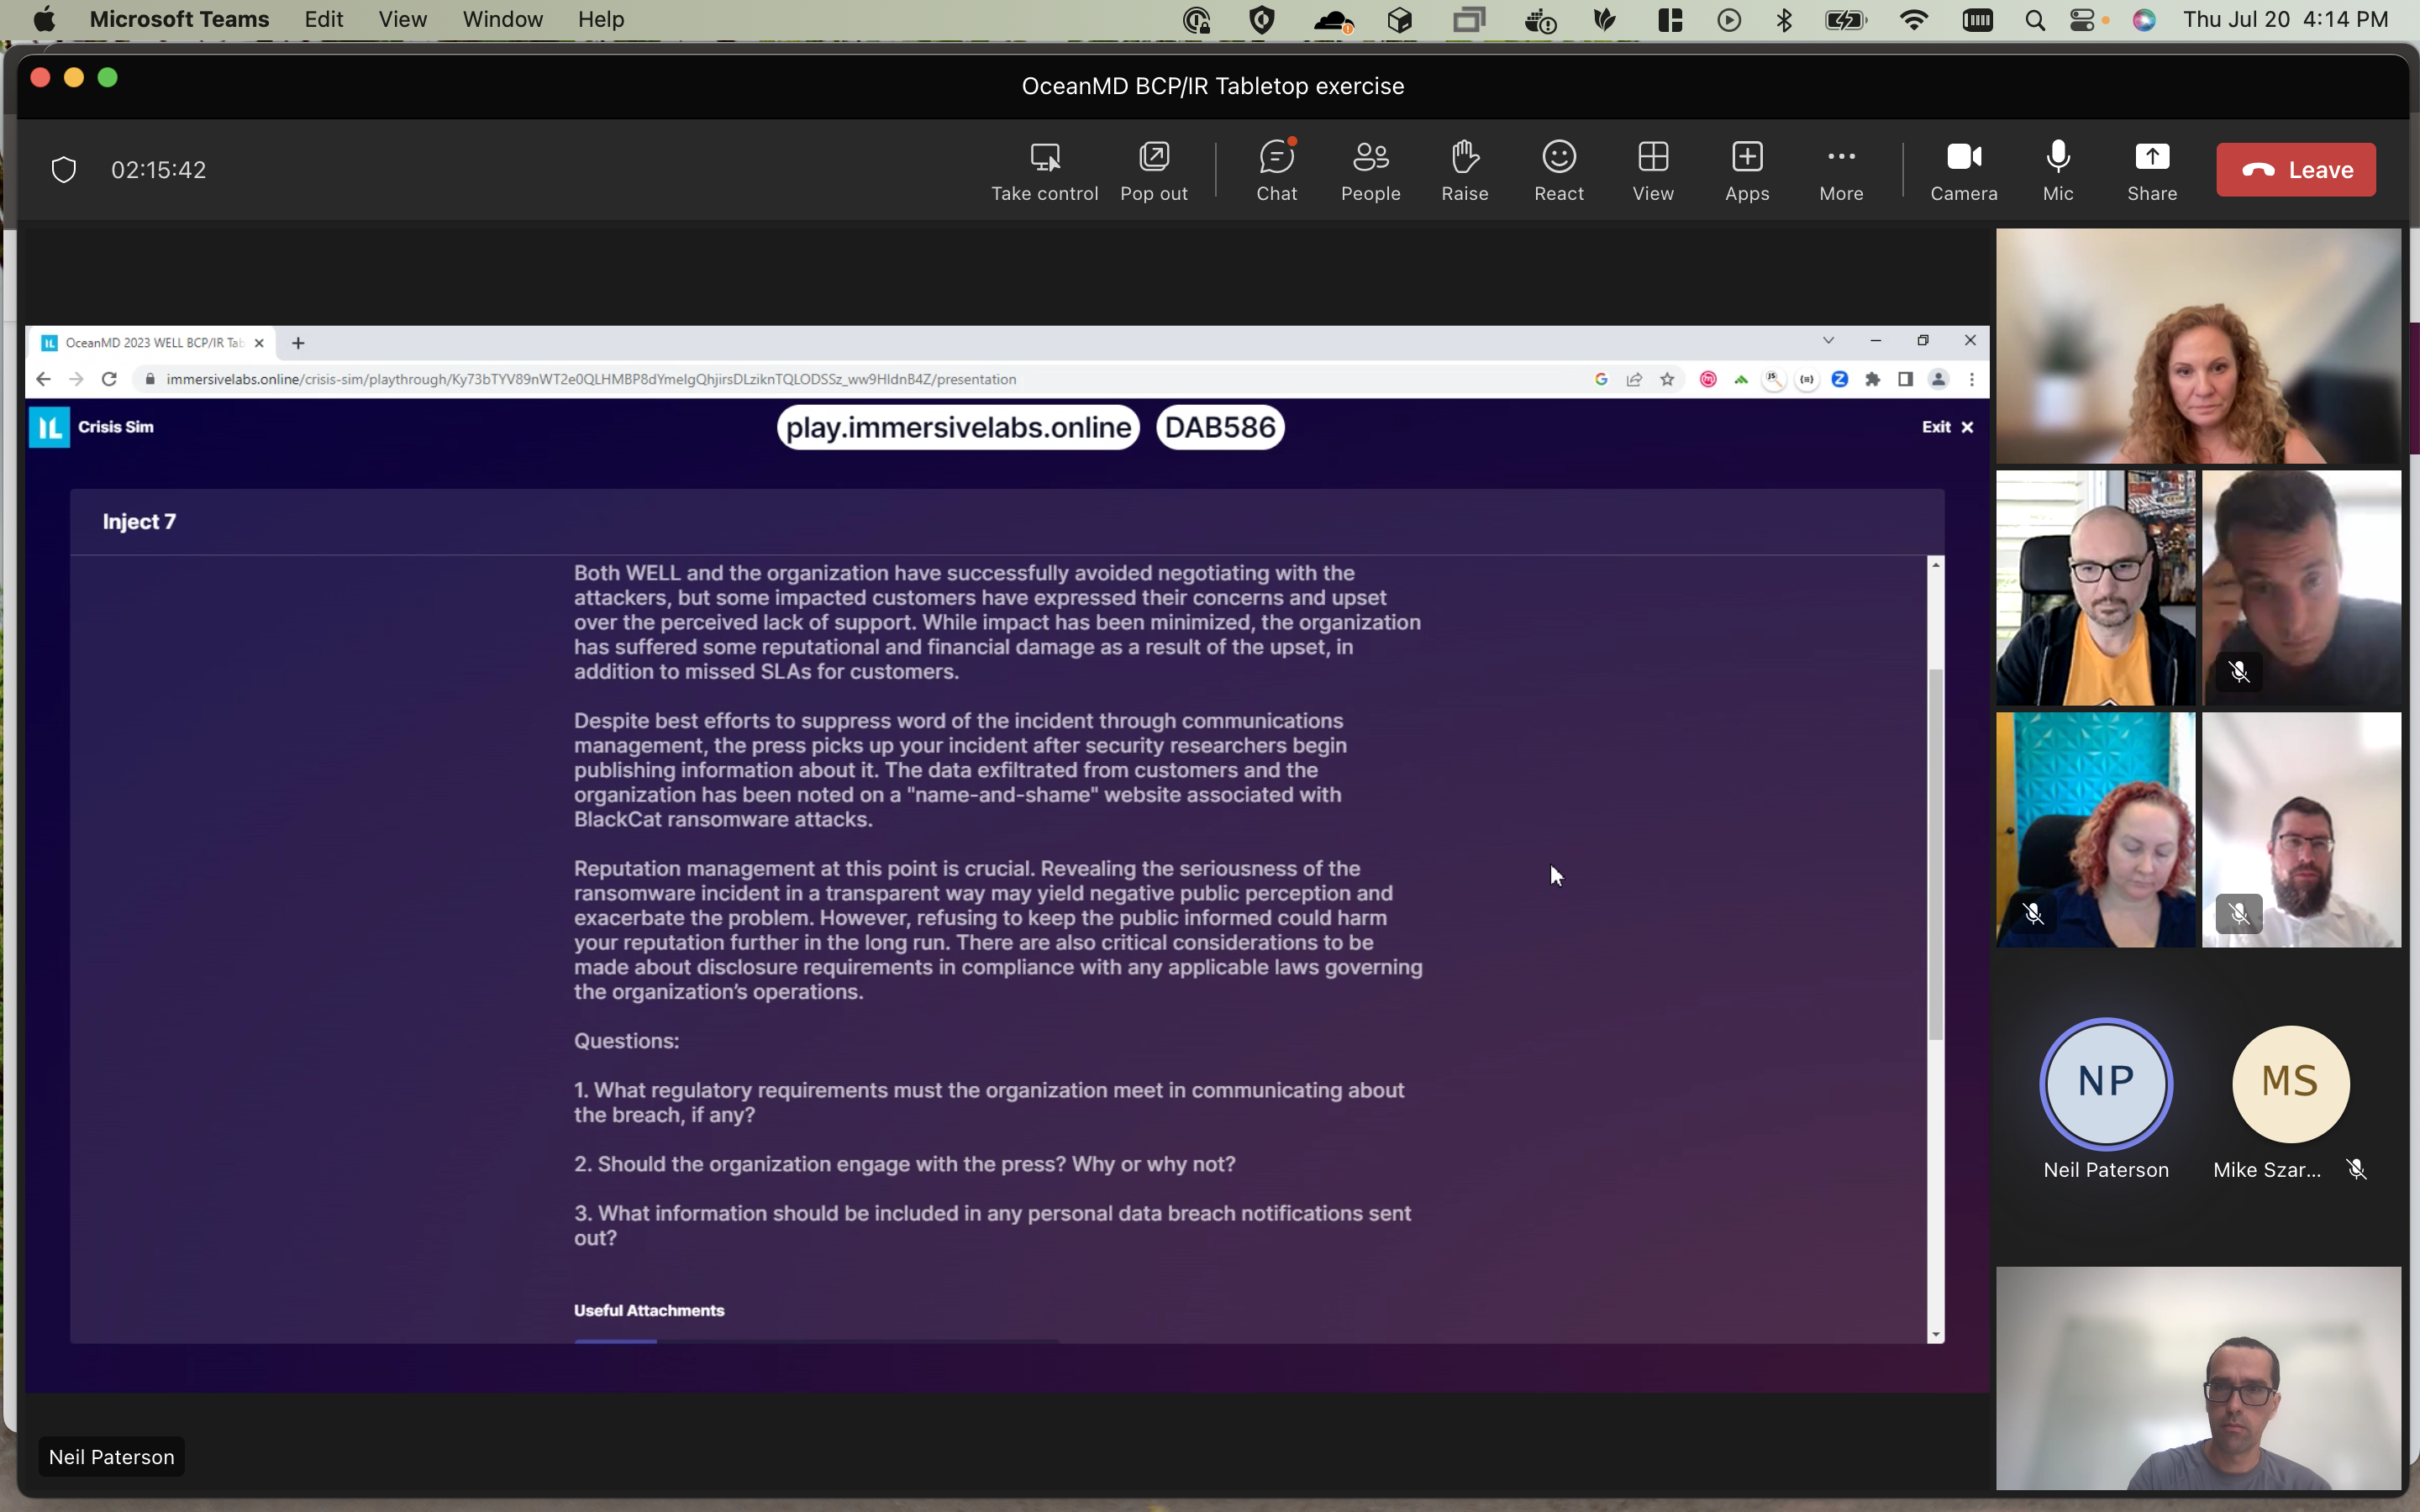 Microsoft Teams Edit View Window Help Thu Jul 20 4:14 PM
OceanMD BCP/IR Tabletop exercise
02:15:42
Take control Pop out Chat People Raise React View Apps More Camera Mic Share Leave
IL OceanMD 2023 WELL BCP/IR Tab
immersivelabs.online/crisis-sim/playthrough/Ky73bTYV89nWT2e0QLHMBP8dYmelgQhjirsDLziknTQLODSSz_ww9HldnB4Z/presentation
IL Crisis Sim play.immersivelabs.online DAB586 Exit
Inject 7
Both WELL and the organization have successfully avoided negotiating with the
attackers, but some impacted customers have expressed their concerns and upset
over the perceived lack of support. While impact has been minimized, the organization
has suffered some reputational and financial damage as a result of the upset, in
addition to missed SLAs for customers.
Despite best efforts to suppress word of the incident through communications
management, the press picks up your incident after security researchers begin
publishing information about it. The data exfiltrated from customers and the
organization has been noted on a "name-and-shame" website associated with
BlackCat ransomware attacks.
Reputation management at this point is crucial. Revealing the seriousness of the
ransomware incident in a transparent way may yield negative public perception and
exacerbate the problem. However, refusing to keep the public informed could harm
your reputation further in the long run. There are also critical considerations to be
made about disclosure requirements in compliance with any applicable laws governing
the organization's operations.
Questions:
1. What regulatory requirements must the organization meet in communicating about
the breach, if any?
2. Should the organization engage with the press? Why or why not?
3. What information should be included in any personal data breach notifications sent
out?
Useful Attachments
NP MS
Neil Paterson Mike Szar...
Neil Paterson